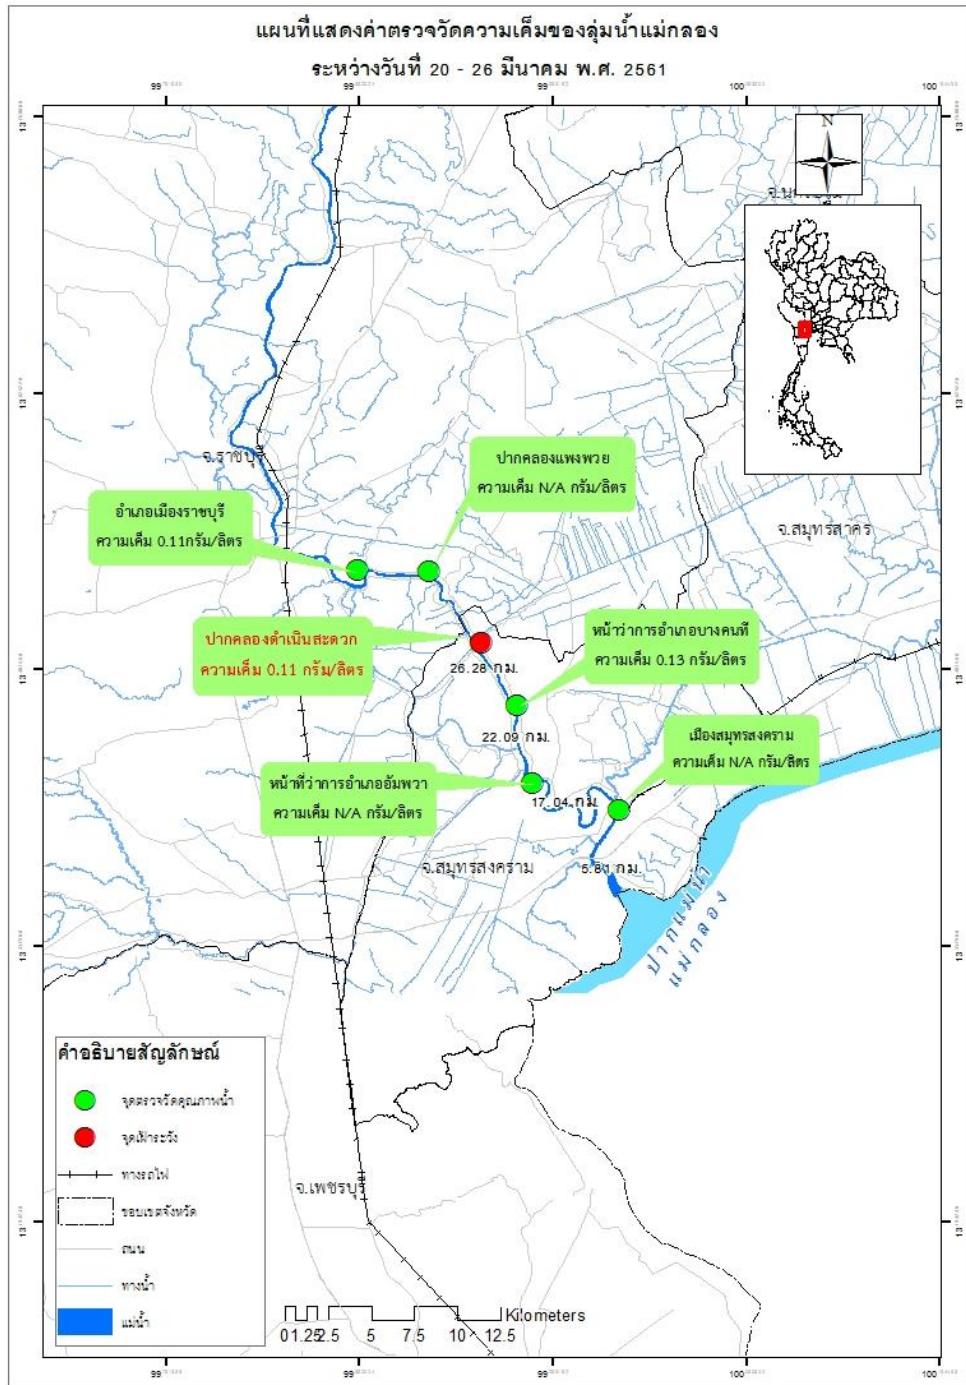 แผนที่แสดงค่าตรวจวัดความเค็มของลุ่มน้ำแม่กลอง
ระหว่างวันที่ 20 - 26 มีนาคม พ.ศ. 2561
N
จ.ราชบุรี
ปากคลองแพงพวย
ความเค็ม N/A กรัม/ลิตร
อำเภอเมืองราชบุรี
ความเค็ม 0.11กรัม/ลิตร
จ.สมุทรสาคร
ปากคลองดำเนินสะดวก
ความเค็ม 0.11 กรัม/ลิตร
หน้าว่าการอำเภอบางคนที
ความเค็ม 0.13 กรัม/ลิตร
26.28 กม.
22.09 กม.
เมืองสมุทรสงคราม
ความเค็ม N/A กรัม/ลิตร
หน้าที่ว่าการอำเภออัมพวา
ความเค็ม N/A กรัม/ลิตร
17.04 กม.
จ.สมุทรสงคราม
5.81 กม.
ปากแม่น้ำ
แม่กลอง
คำอธิบายสัญลักษณ์
จุดตรวจวัดคุณภาพน้ำ
จุดเฝ้าระวัง
ทางรถไฟ
ขอบเขตจังหวัด
ถนน
ทางน้ำ
แม่น้ำ
จ.เพชรบุรี
Kilometers
0 1.25 2.5 5 7.5 10 12.5